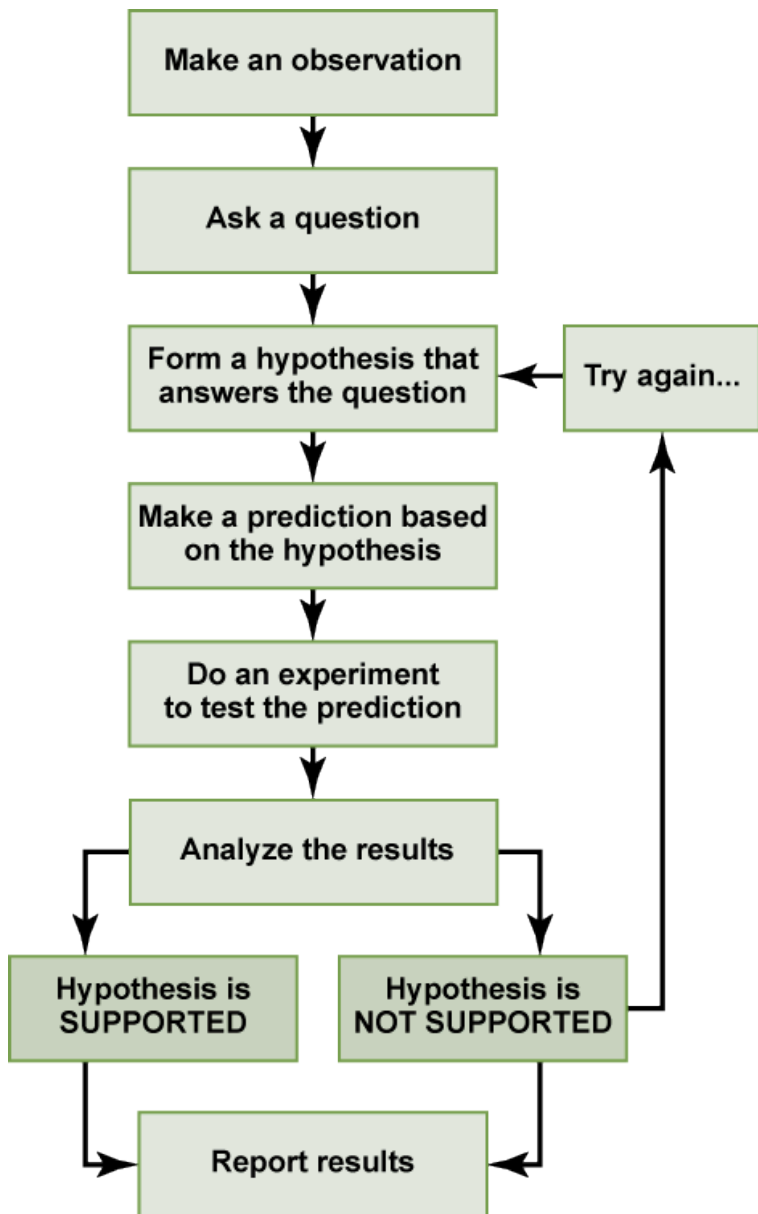 Make an observation
Ask a question
Form a hypothesis that
answers the question
Try again...
Make a prediction based
on the hypothesis
Do an experiment
to test the prediction
Analyze the results
Hypothesis is
SUPPORTED
Hypothesis is
NOT SUPPORTED
Report results